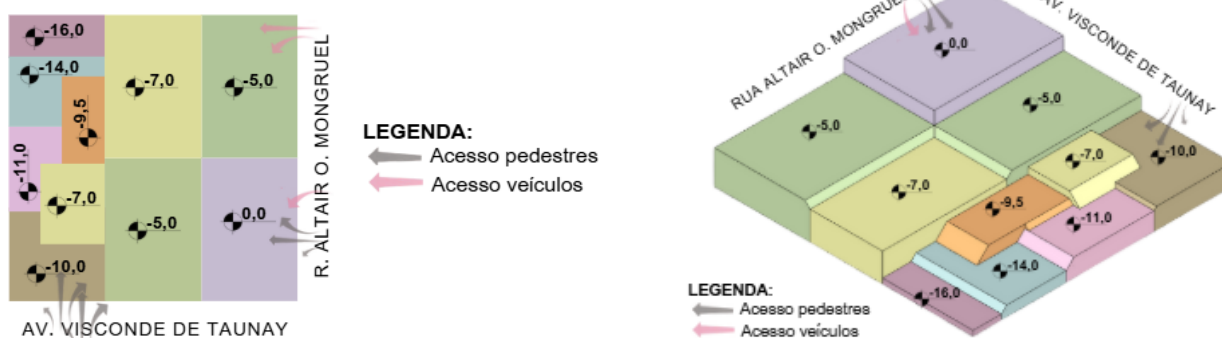 -16,0
-14,0
-7,0
-5,0
-9,5
-11,0
-7,0
-5,0
0,0
-10,0
R. ALTAIR O. MONGRUEL
AV. VISCONDE DE TAUNAY
LEGENDA:
Acesso pedestres
Acesso veículos
RUA ALTAIR O. MONGRUEL
AV. VISCONDE DE TAUNAY
0,0
-5,0
-5,0
-7,0
-7,0
-10,0
-9,5
-11,0
-14,0
-16,0
LEGENDA:
Acesso pedestres
Acesso veículos